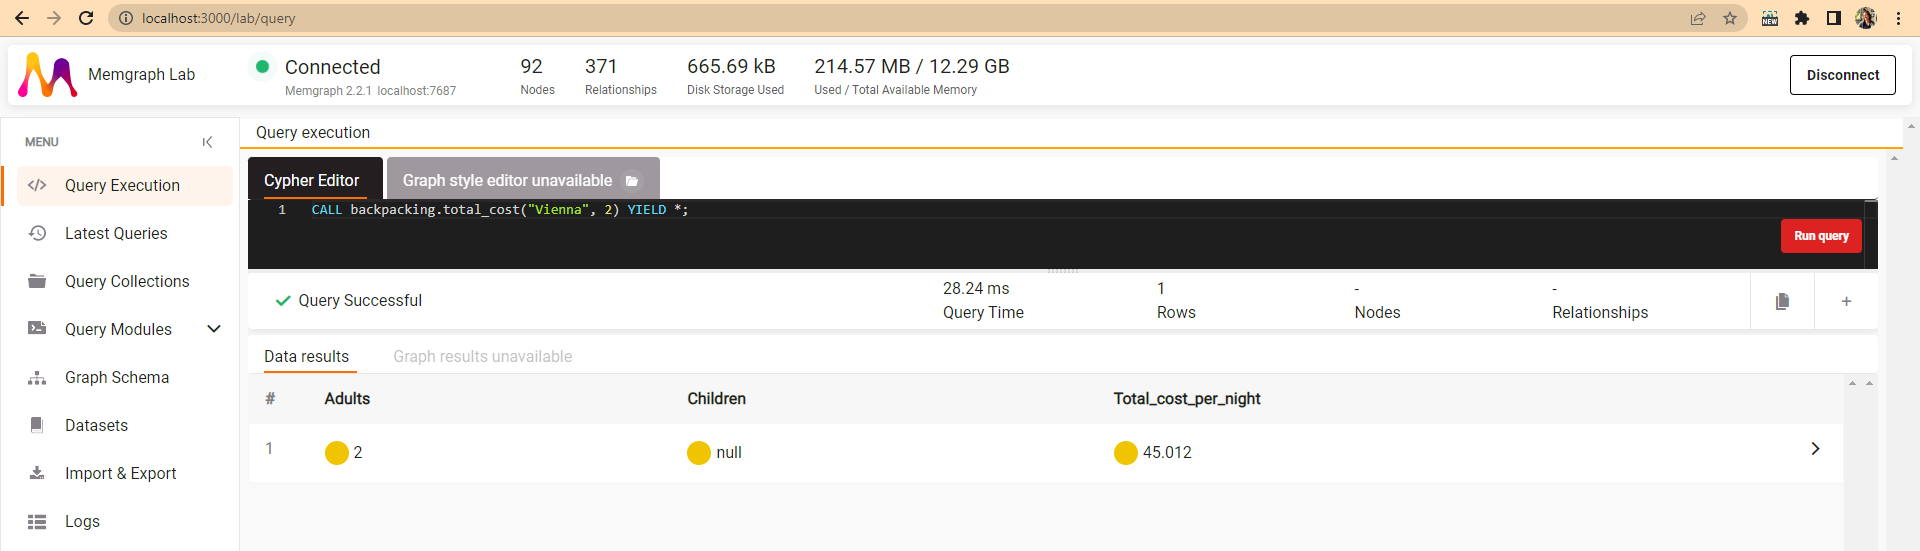 localhost:3000/lab/query
NEW
Memgraph Lab
Connected
Memgraph 2.2.1 localhost:7687
92
Nodes
371
Relationships
665.69 kB
Disk Storage Used
214.57 MB / 12.29 GB
Used / Total Available Memory
Disconnect
MENU
Query Execution
Latest Queries
Query Collections
Query Modules
Graph Schema
Datasets
Import & Export
Logs
Query execution
Cypher Editor
Graph style editor unavailable
1 CALL backpacking.total_cost("Vienna", 2) YIELD *;
Run query
Query Successful
28.24 ms
Query Time
1
Rows
-
Nodes
-
Relationships
+
Data results
Graph results unavailable
# Adults Children Total_cost_per_night
1 2 null 45.012